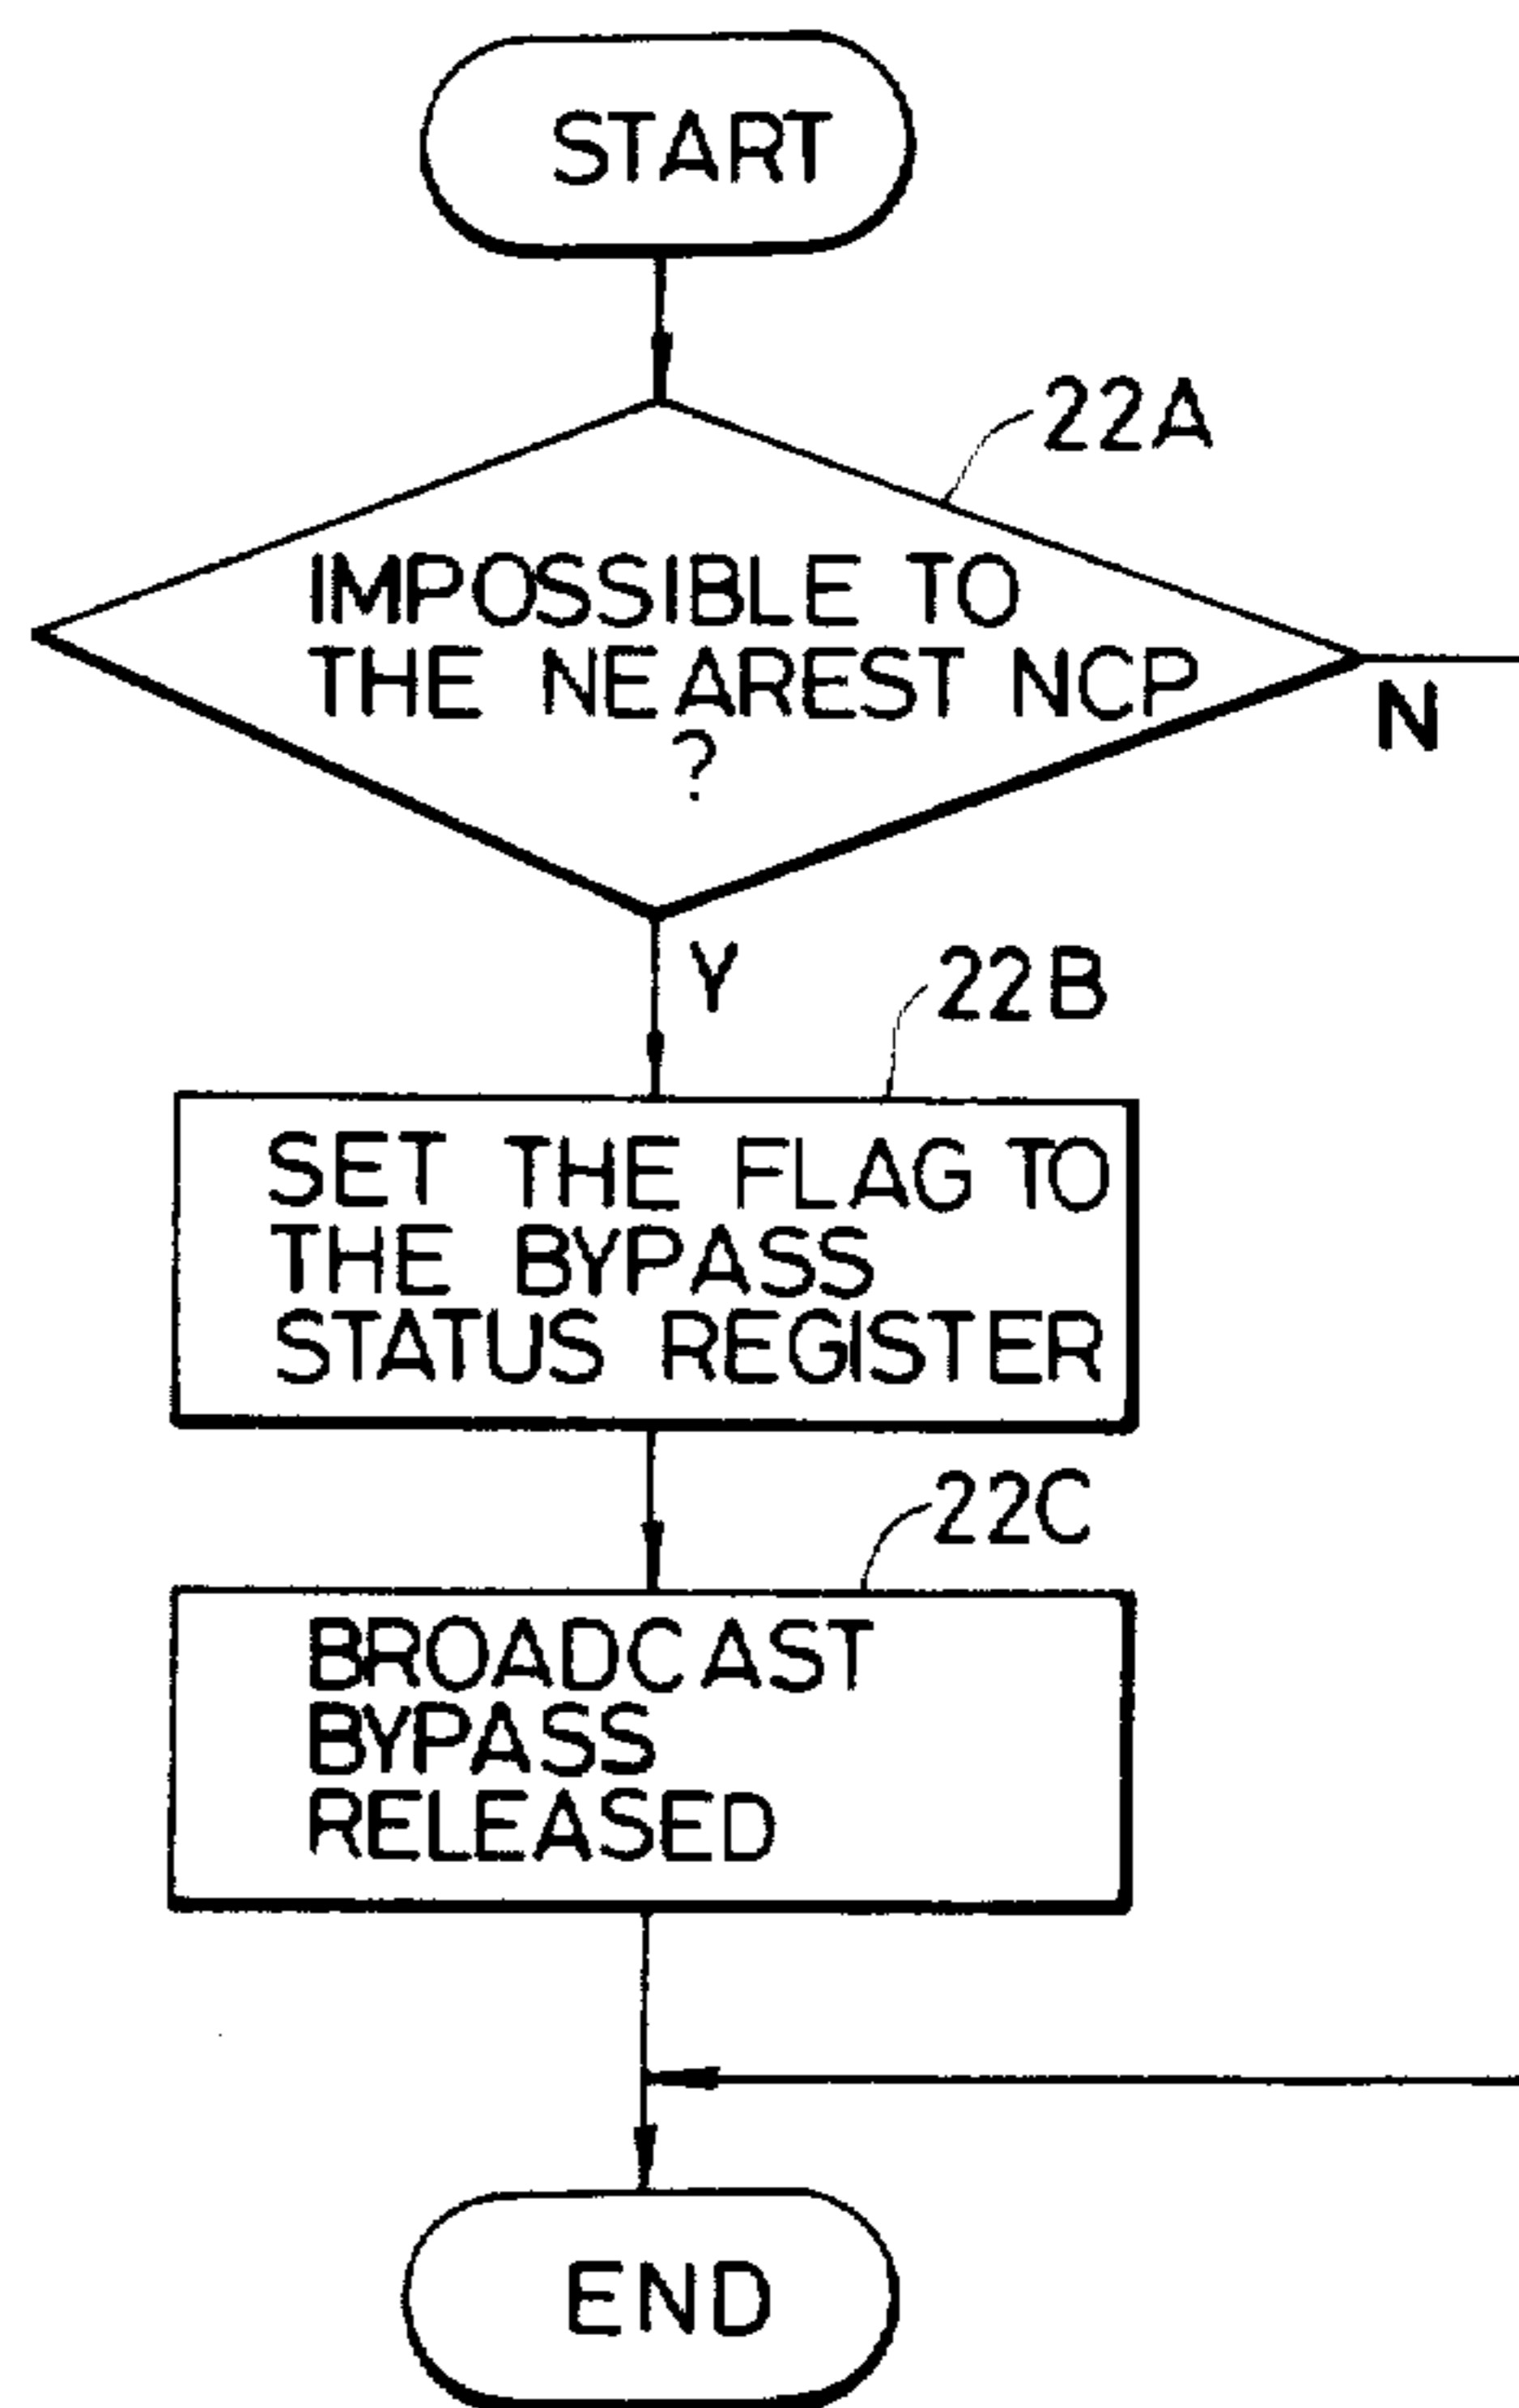 START
22A
IMPOSSIBLE TO
THE NEAREST NCP
?
N
Y
22B
SET THE FLAG TO
THE BYPASS
STATUS REGISTER
22C
BROADCAST
BYPASS
RELEASED
END